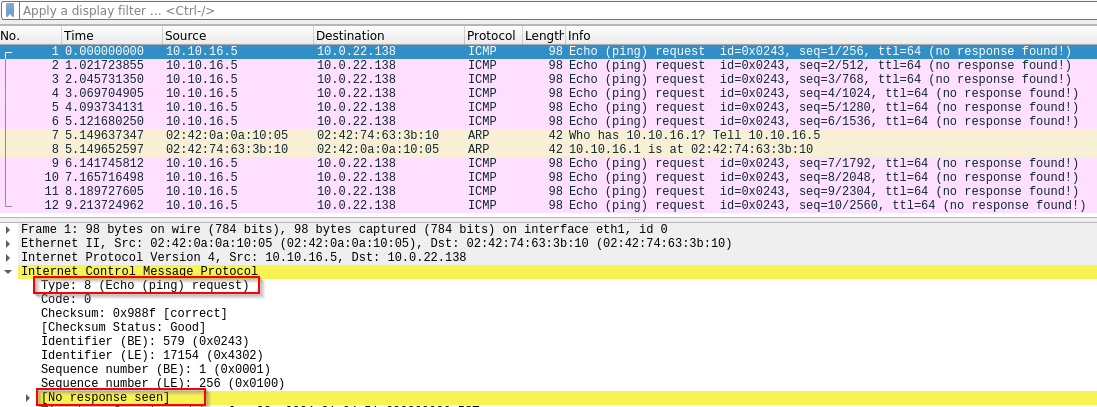 Apply a display filter … <Ctrl-/>
No. Time Source Destination Protocol Length Info
1 0.000000000 10.10.16.5 10.0.22.138 ICMP 98 Echo (ping) request id=0x0243, seq=1/256, ttl=64 (no response found!)
2 1.021723855 10.10.16.5 10.0.22.138 ICMP 98 Echo (ping) request id=0x0243, seq=2/512, ttl=64 (no response found!)
3 2.045731350 10.10.16.5 10.0.22.138 ICMP 98 Echo (ping) request id=0x0243, seq=3/768, ttl=64 (no response found!)
4 3.069704905 10.10.16.5 10.0.22.138 ICMP 98 Echo (ping) request id=0x0243, seq=4/1024, ttl=64 (no response found!)
5 4.093734131 10.10.16.5 10.0.22.138 ICMP 98 Echo (ping) request id=0x0243, seq=5/1280, ttl=64 (no response found!)
6 5.121680250 10.10.16.5 10.0.22.138 ICMP 98 Echo (ping) request id=0x0243, seq=6/1536, ttl=64 (no response found!)
7 5.149637347 02:42:0a:0a:10:05 02:42:74:63:3b:10 ARP 42 Who has 10.10.16.1? Tell 10.10.16.5
8 5.149652597 02:42:74:63:3b:10 02:42:0a:0a:10:05 ARP 42 10.10.16.1 is at 02:42:74:63:3b:10
9 6.141745812 10.10.16.5 10.0.22.138 ICMP 98 Echo (ping) request id=0x0243, seq=7/1792, ttl=64 (no response found!)
10 7.165716498 10.10.16.5 10.0.22.138 ICMP 98 Echo (ping) request id=0x0243, seq=8/2048, ttl=64 (no response found!)
11 8.189727605 10.10.16.5 10.0.22.138 ICMP 98 Echo (ping) request id=0x0243, seq=9/2304, ttl=64 (no response found!)
12 9.213724962 10.10.16.5 10.0.22.138 ICMP 98 Echo (ping) request id=0x0243, seq=10/2560, ttl=64 (no response found!)
Frame 1: 98 bytes on wire (784 bits), 98 bytes captured (784 bits) on interface eth1, id 0
Ethernet II, Src: 02:42:0a:0a:10:05 (02:42:0a:0a:10:05), Dst: 02:42:74:63:3b:10 (02:42:74:63:3b:10)
Internet Protocol Version 4, Src: 10.10.16.5, Dst: 10.0.22.138
Internet Control Message Protocol
Type: 8 (Echo (ping) request)
Code: 0
Checksum: 0x988f [correct]
[Checksum Status: Good]
Identifier (BE): 579 (0x0243)
Identifier (LE): 17154 (0x4302)
Sequence number (BE): 1 (0x0001)
Sequence number (LE): 256 (0x0100)
[No response seen]